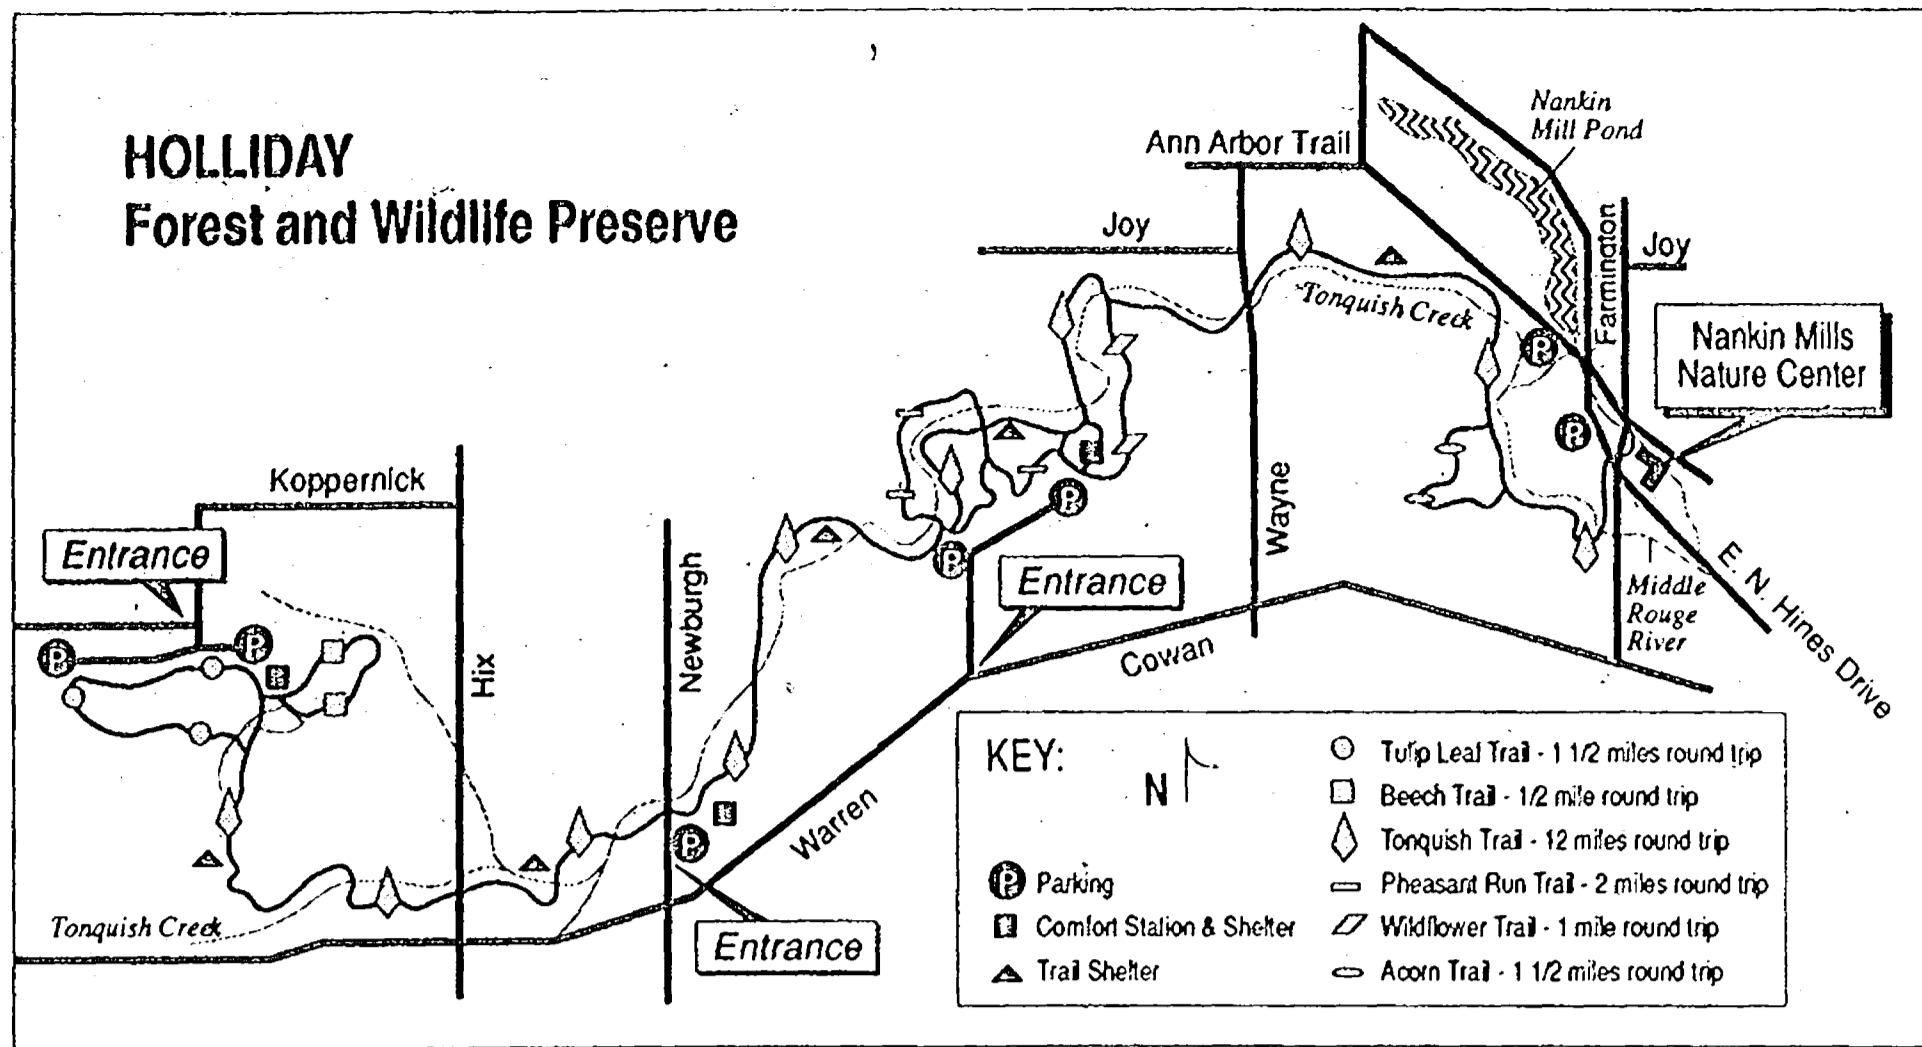 HOLLIDAY
Forest and Wildlife Preserve
Ann Arbor Trail
Nankin
Mill Pond
Joy
Farmington
Joy
Tonquish Creek
Nankin Mills
Nature Center
P
P
Koppernick
Entrance
P
P
Hix
Newburgh
P
P
Entrance
Wayne
Cowan
Middle
Rouge
River
E. N. Hines Drive
Warren
P
Tonquish Creek
Entrance
KEY:
N
P Parking
Comfort Station & Shelter
Trail Shelter
Tulip Leaf Trail - 1 1/2 miles round trip
Beech Trail - 1/2 mile round trip
Tonquish Trail - 12 miles round trip
Pheasant Run Trail - 2 miles round trip
Wildflower Trail - 1 mile round trip
Acorn Trail - 1 1/2 miles round trip